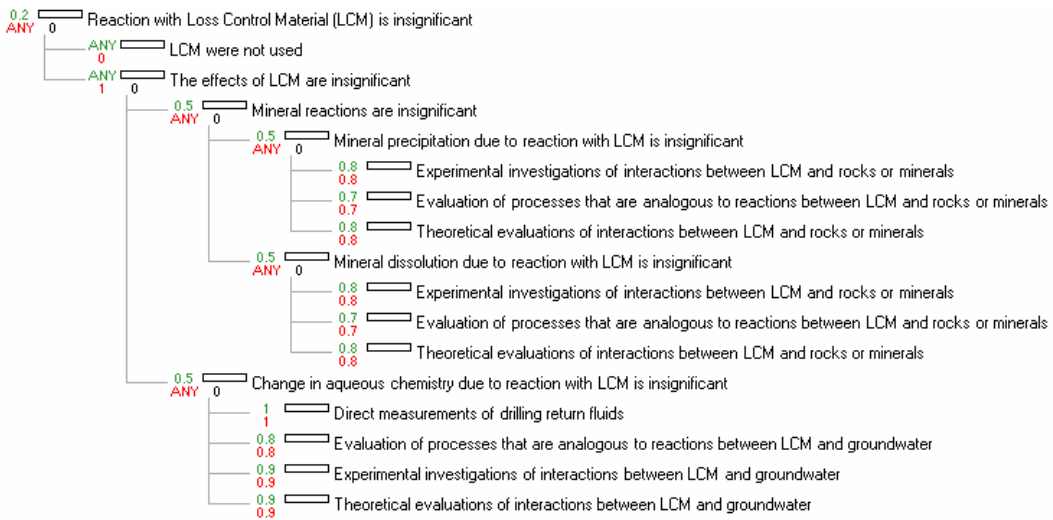 0.2 Reaction with Loss Control Material (LCM) is insignificant
ANY 0
ANY LCM were not used
0
ANY The effects of LCM are insignificant
1 0
0.5 Mineral reactions are insignificant
ANY 0
0.5 Mineral precipitation due to reaction with LCM is insignificant
ANY 0
0.8 Experimental investigations of interactions between LCM and rocks or minerals
0.8
0.7 Evaluation of processes that are analogous to reactions between LCM and rocks or minerals
0.7
0.8 Theoretical evaluations of interactions between LCM and rocks or minerals
0.8
0.5 Mineral dissolution due to reaction with LCM is insignificant
ANY 0
0.8 Experimental investigations of interactions between LCM and rocks or minerals
0.8
0.7 Evaluation of processes that are analogous to reactions between LCM and rocks or minerals
0.7
0.8 Theoretical evaluations of interactions between LCM and rocks or minerals
0.8
0.5 Change in aqueous chemistry due to reaction with LCM is insignificant
ANY 0
1 Direct measurements of drilling return fluids
1
0.8 Evaluation of processes that are analogous to reactions between LCM and groundwater
0.8
0.9 Experimental investigations of interactions between LCM and groundwater
0.9
0.9 Theoretical evaluations of interactions between LCM and groundwater
0.9